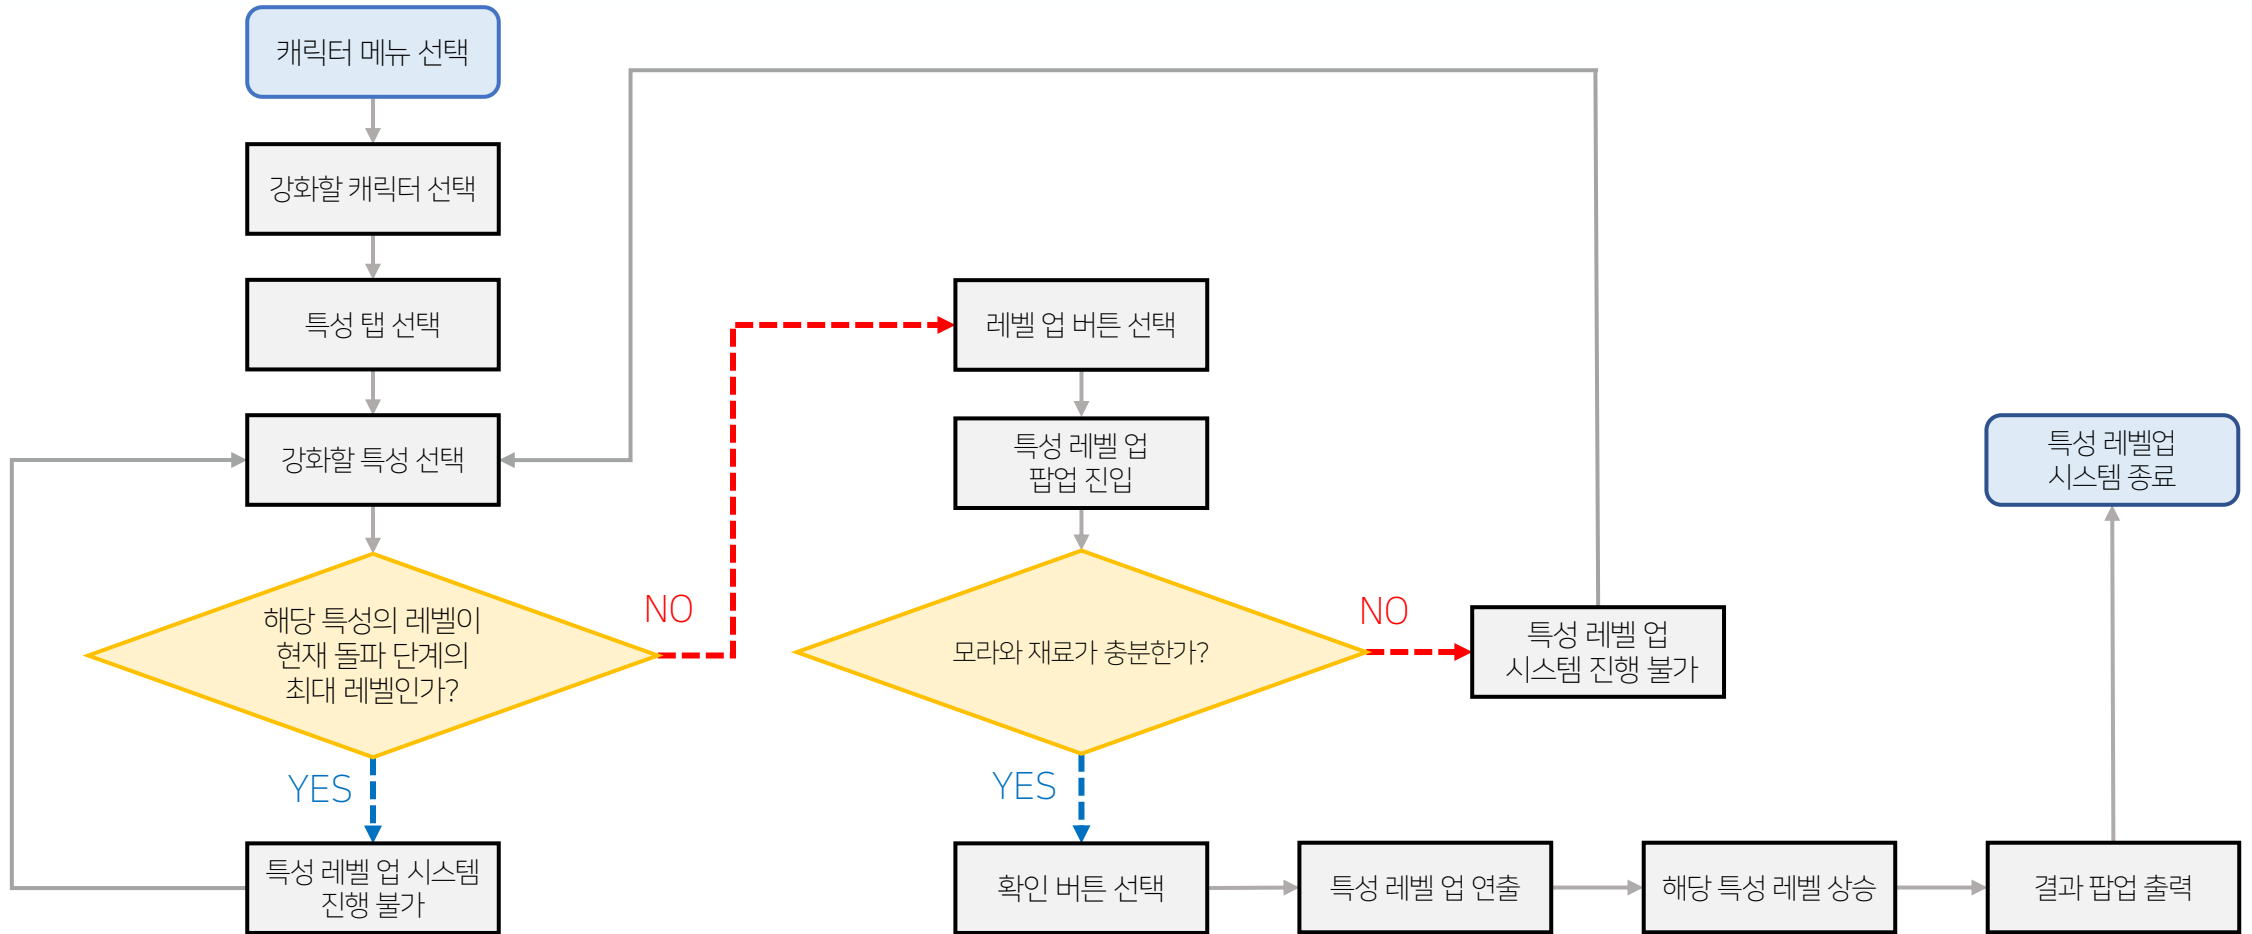 캐릭터 메뉴 선택
강화할 캐릭터 선택
특성 탭 선택
강화할 특성 선택
해당 특성의 레벨이
현재 돌파 단계의
최대 레벨인가?
NO
YES
특성 레벨 업 시스템
진행 불가
레벨 업 버튼 선택
특성 레벨 업
팝업 진입
모라와 재료가 충분한가?
NO
YES
특성 레벨 업
시스템 진행 불가
확인 버튼 선택
특성 레벨 업 연출
해당 특성 레벨 상승
결과 팝업 출력
특성 레벨업
시스템 종료